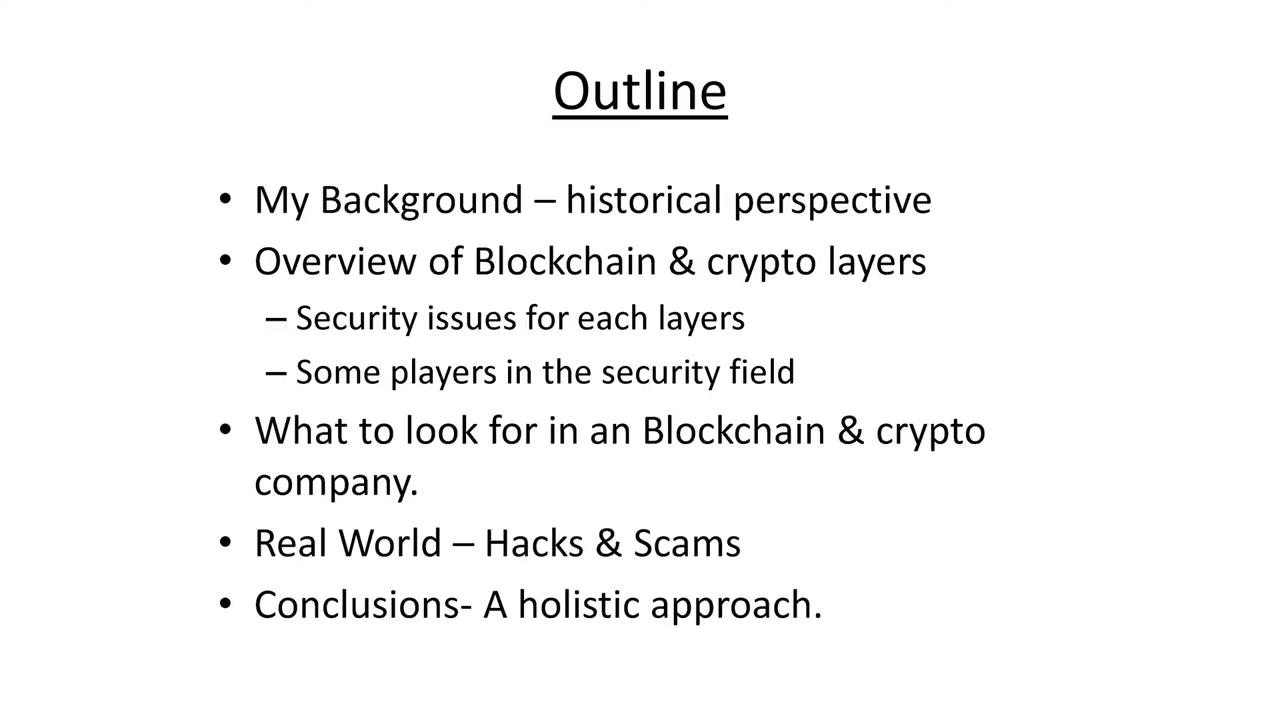 Outline
• My Background – historical perspective
• Overview of Blockchain & crypto layers
– Security issues for each layers
– Some players in the security field
• What to look for in an Blockchain & crypto
company.
• Real World – Hacks & Scams
• Conclusions- A holistic approach.